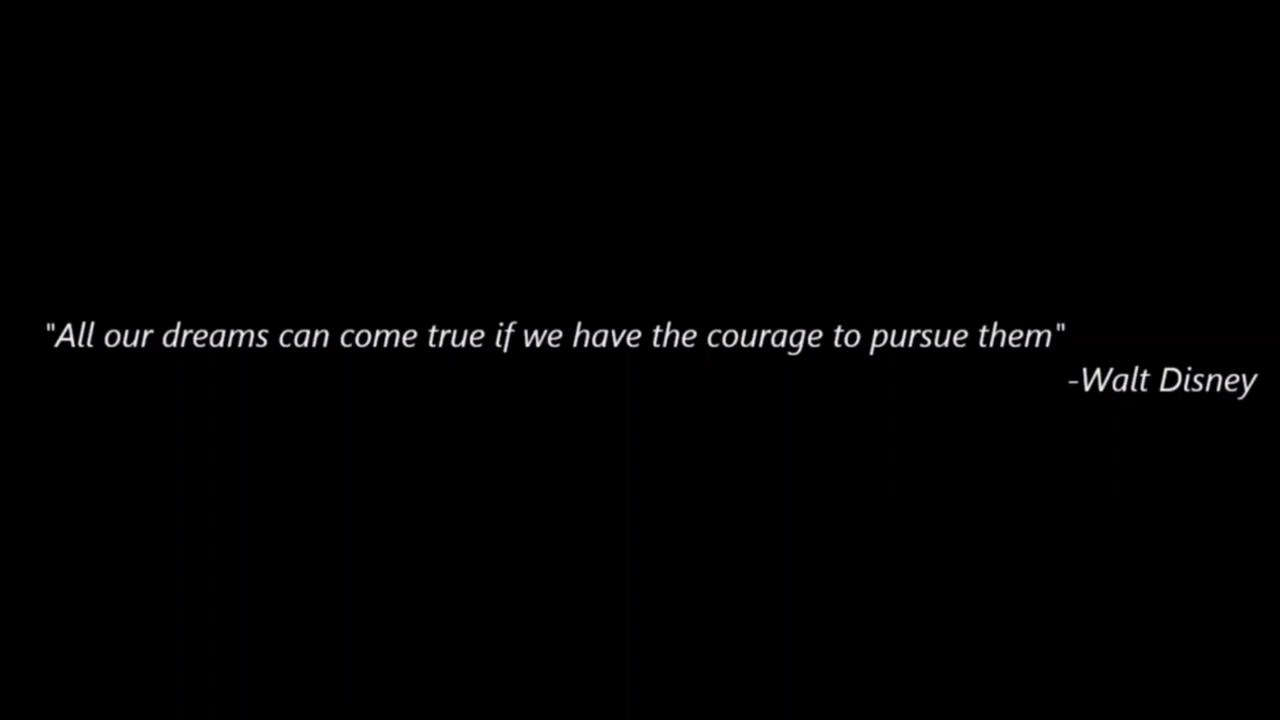 "All our dreams can come true if we have the courage to pursue them"
-Walt Disney